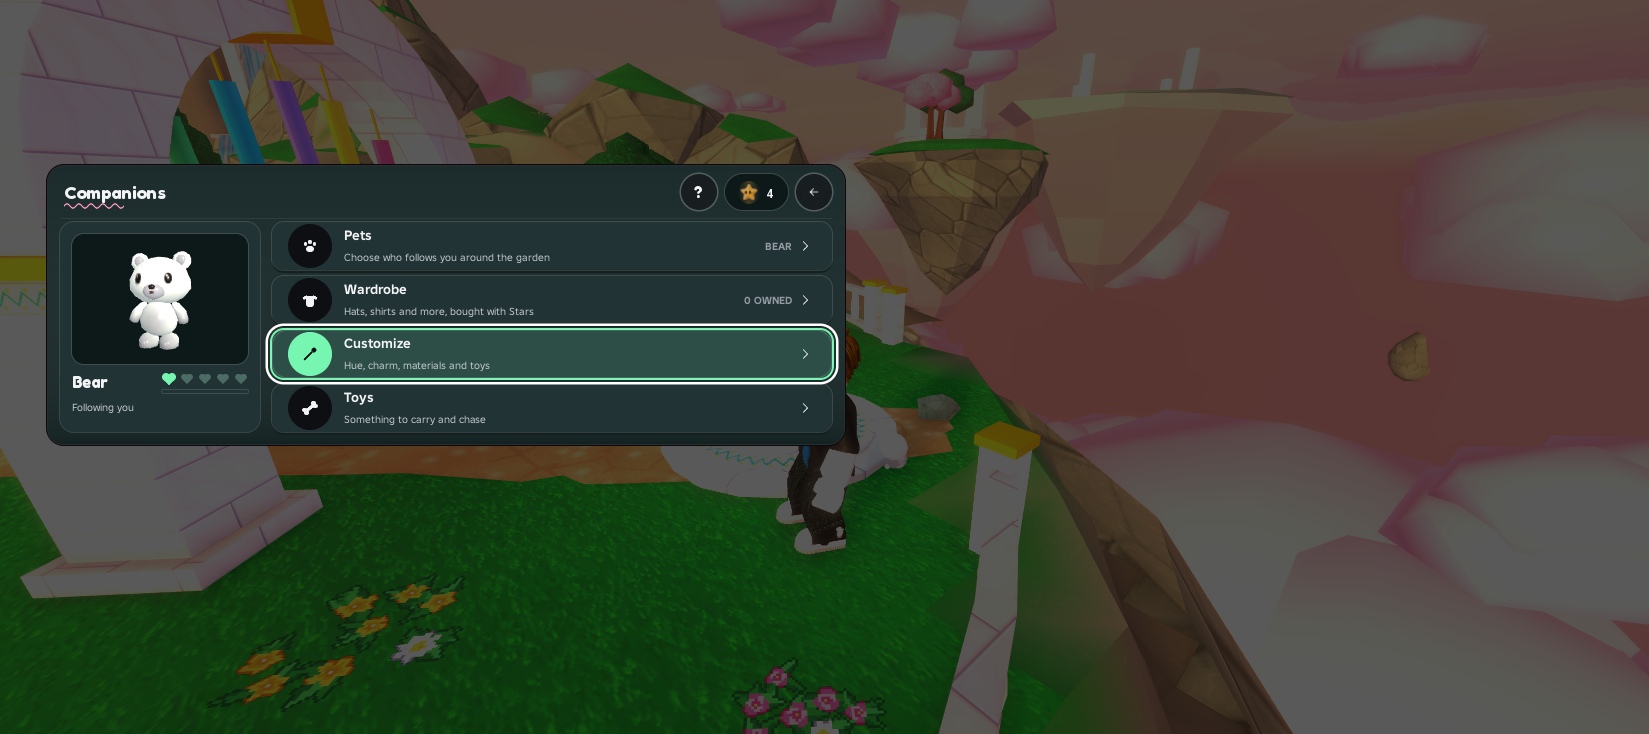 Companions
?
4
Pets
Choose who follows you around the garden
BEAR
Wardrobe
Hats, shirts and more, bought with Stars
0 OWNED
Customize
Hue, charm, materials and toys
Toys
Something to carry and chase
Bear
Following you